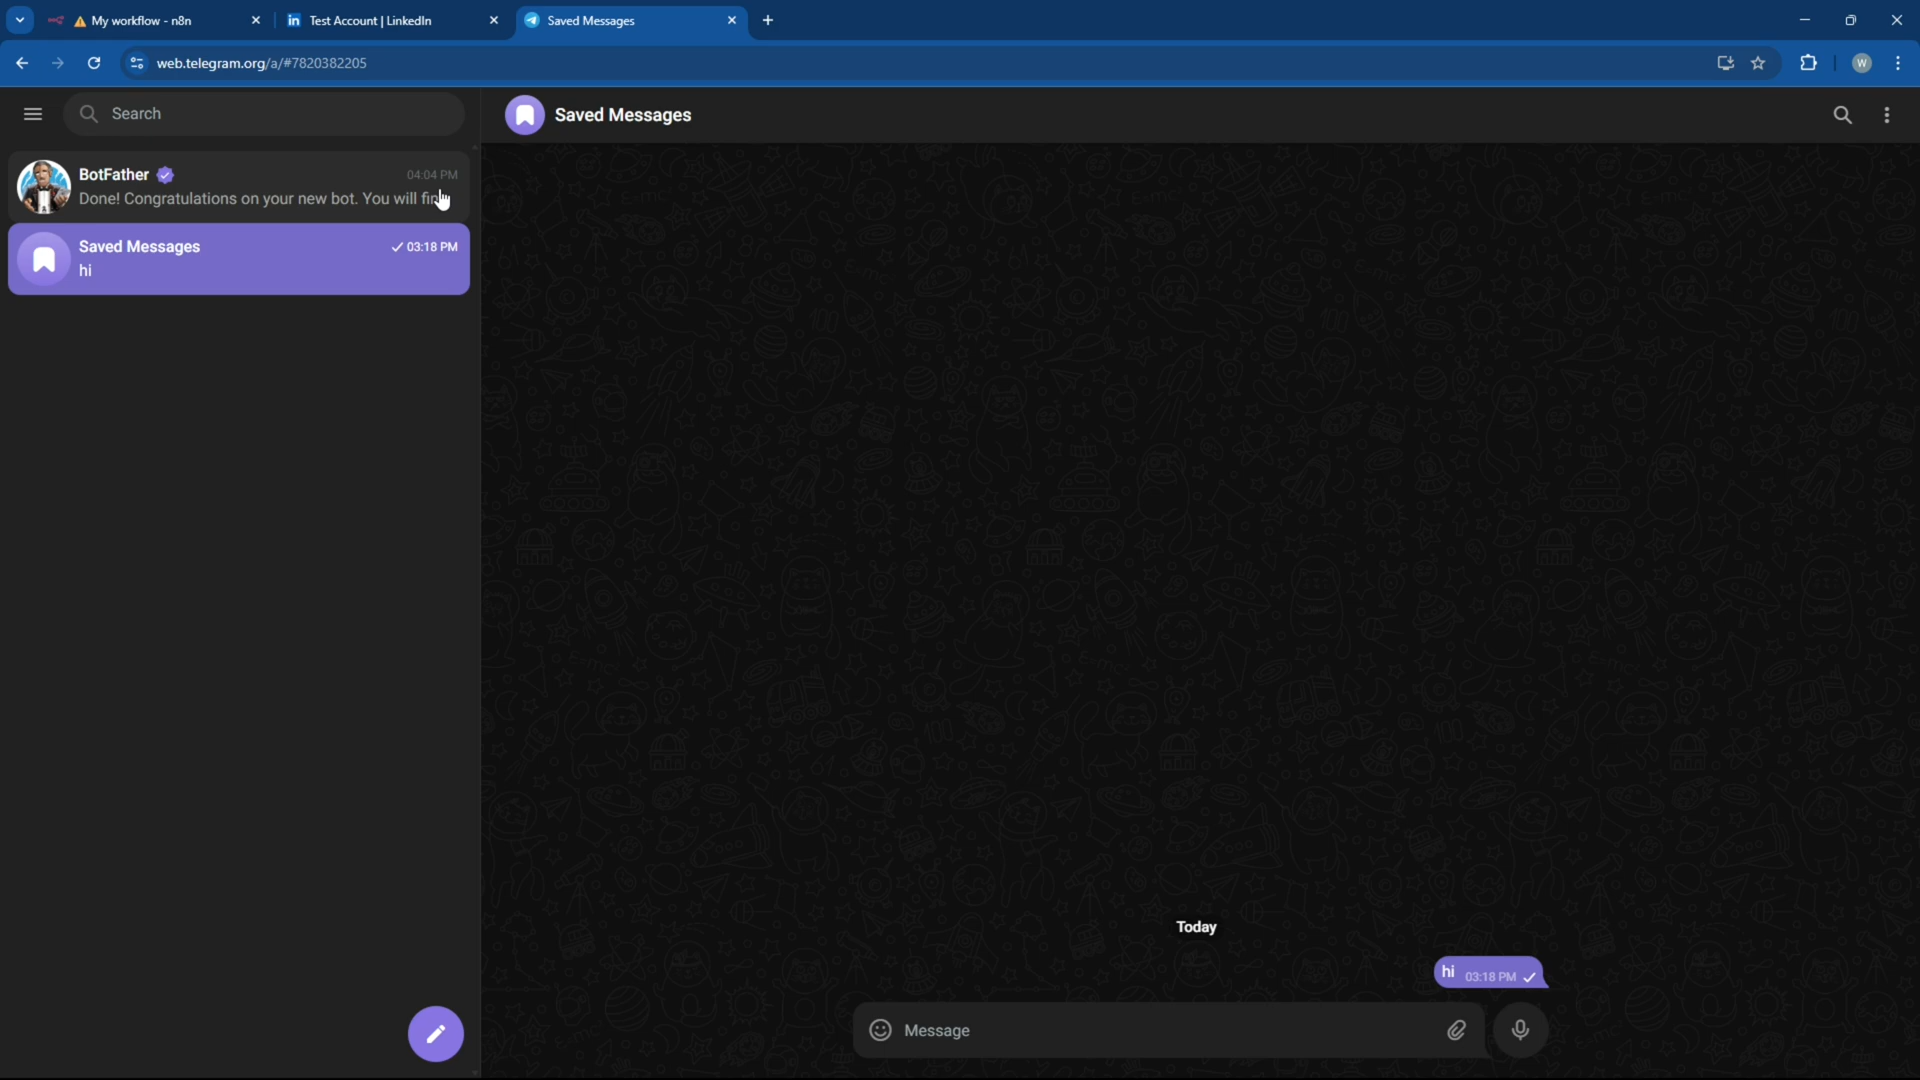 My workflow - n8n
Test Account | LinkedIn
Saved Messages
web.telegram.org/a/#7820382205
W
Search
Saved Messages
BotFather
04:04 PM
Done! Congratulations on your new bot. You will
Saved Messages
03:18 PM
hi
Today
hi 03:18 PM
Message